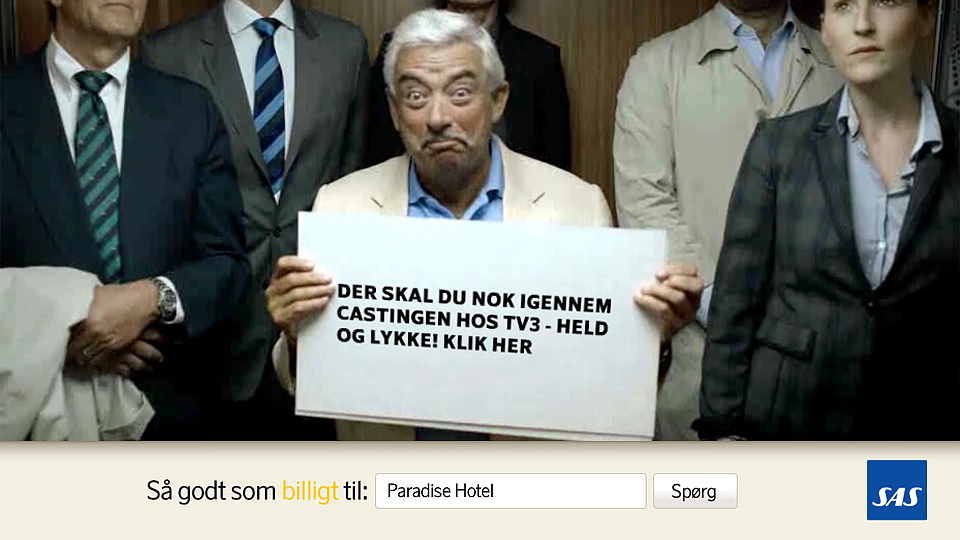 DER SKAL DU NOK IGENNEM
CASTINGEN HOS TV3 - HELD
OG LYKKE! KLIK HER
Så godt som billigt til: Paradise Hotel Spørg
SAS